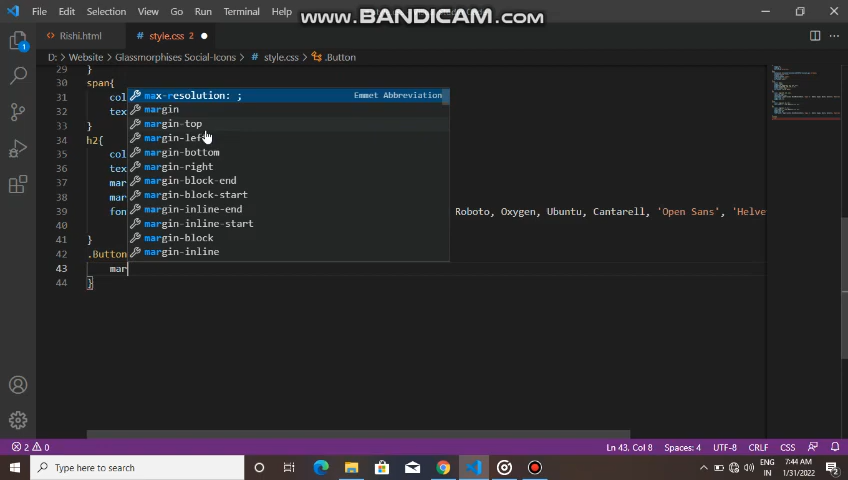 File Edit Selection View Go Run Terminal Help
www.BANDICAM.com
Rishi.html
style.css 2
D: > Website > Glassmorphises Social-Icons > # style.css > .Button
29 }
30 span{
31 col
32 tex
33 }
34 h2{
35 col
36 tex
37 mar
38 mar
39 fon
Roboto, Oxygen, Ubuntu, Cantarell, 'Open Sans', 'Helve
40
41 }
42 .Button
43 mar
44 }
max-resolution: ; Emmet Abbreviation
margin
margin-top
margin-left
margin-bottom
margin-right
margin-block-end
margin-block-start
margin-inline-end
margin-inline-start
margin-block
margin-inline
1
2 0 Ln 43, Col 8 Spaces: 4 UTF-8 CRLF CSS
Type here to search
ENG
IN
7:44 AM
1/31/2022
2